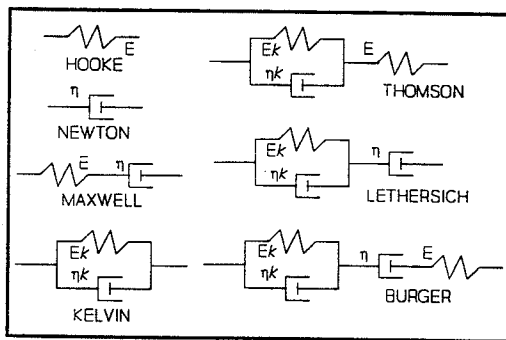 E
HOOKE
η
NEWTON
E η
MAXWELL
Ek
ηk
KELVIN
Ek
ηk
E
THOMSON
Ek
ηk
η
LETHERSICH
Ek
ηk
η E
BURGER